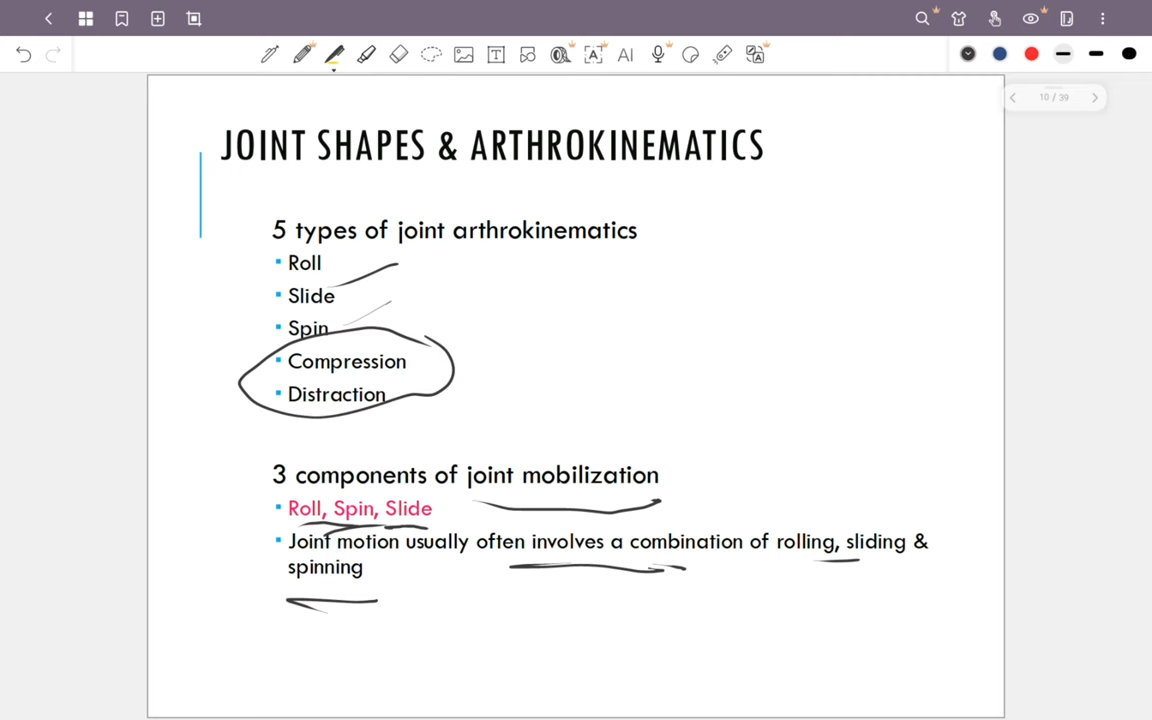 AI
10 / 39
JOINT SHAPES & ARTHROKINEMATICS
5 types of joint arthrokinematics
▪ Roll
▪ Slide
▪ Spin
▪ Compression
▪ Distraction
3 components of joint mobilization
▪ Roll, Spin, Slide
▪ Joint motion usually often involves a combination of rolling, sliding &
spinning